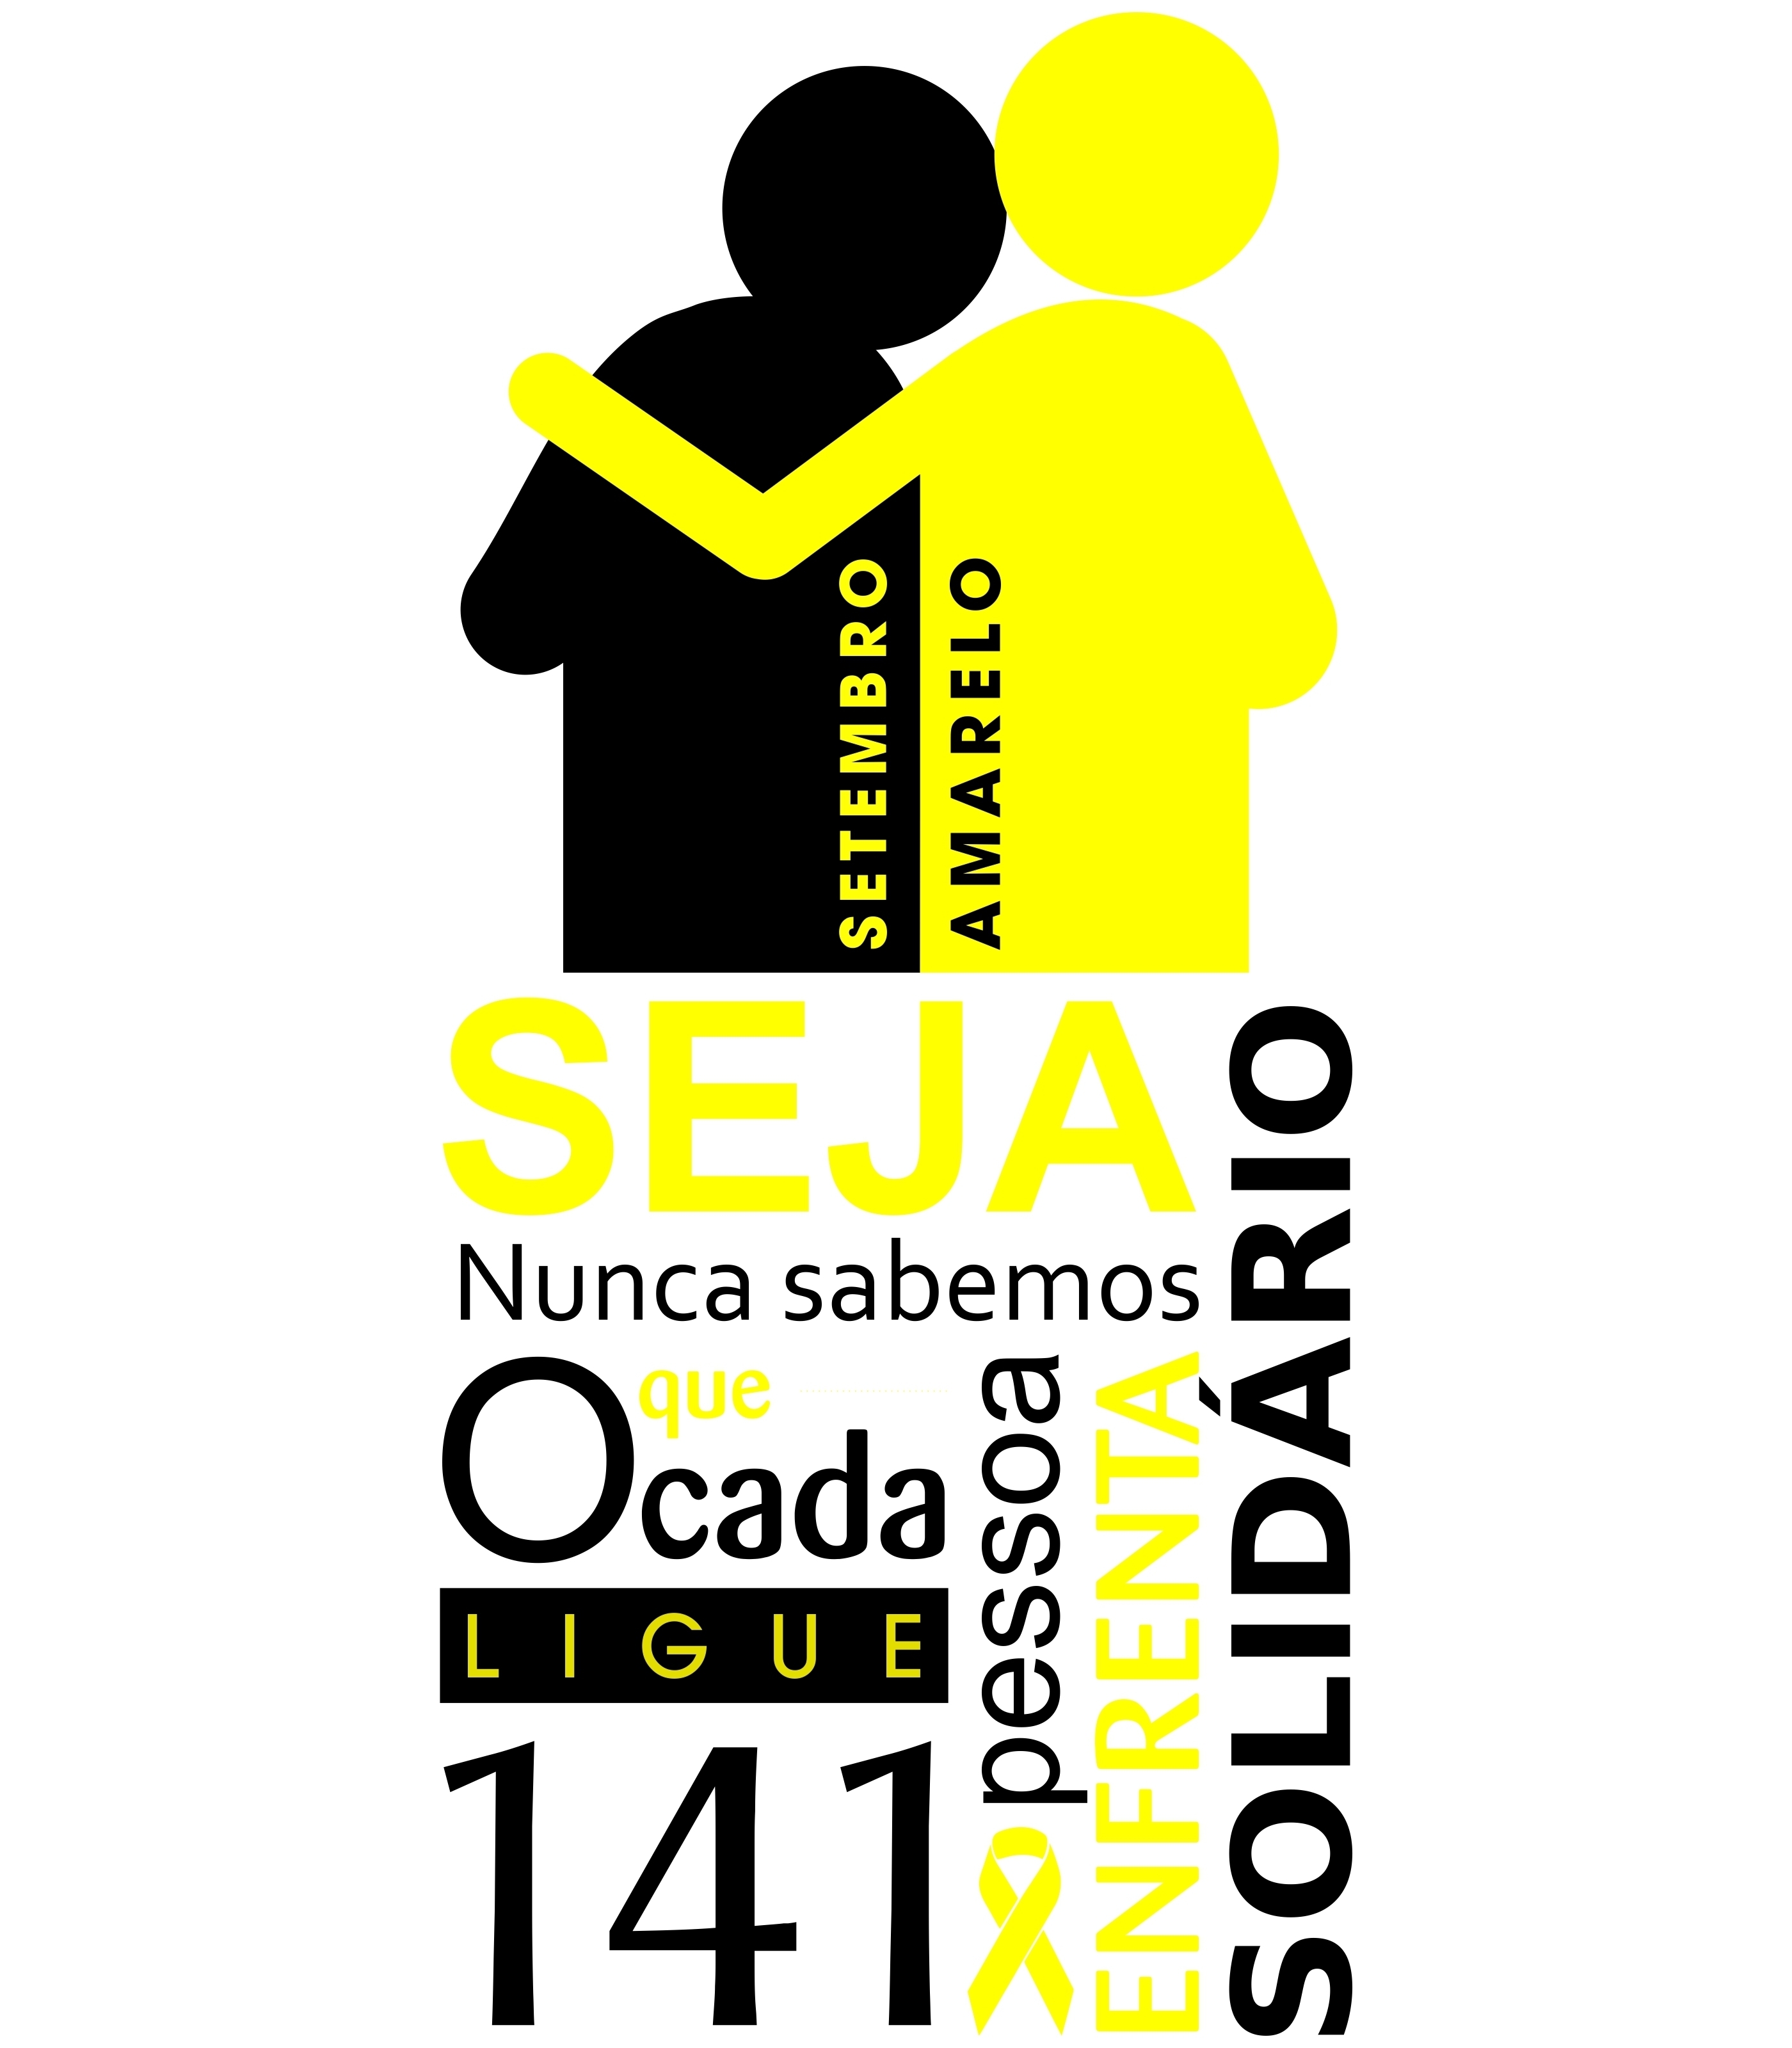 SETEMBRO
AMARELO
SEJA
SOLIDÁRIO
Nunca sabemos
O que
cada
pessoa
ENFRENTA
LIGUE
141